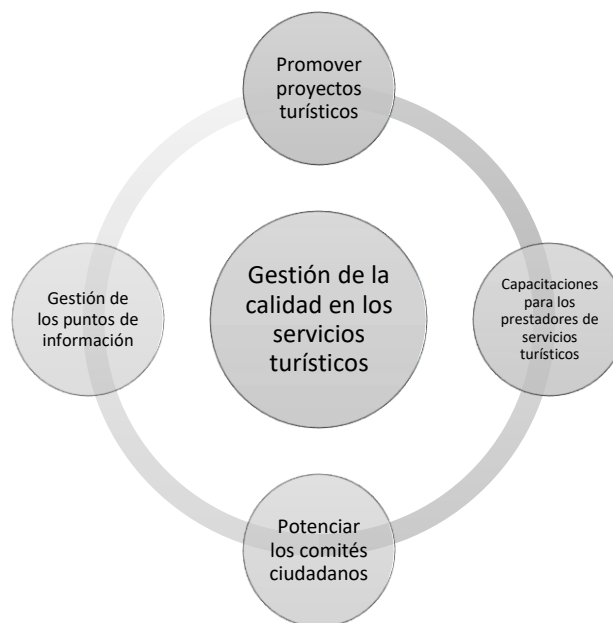 Promover
proyectos
turísticos
Gestión de la
calidad en los
servicios
turísticos
Gestión de
los puntos de
información
Capacitaciones
para los
prestadores de
servicios
turísticos
Potenciar
los comités
ciudadanos